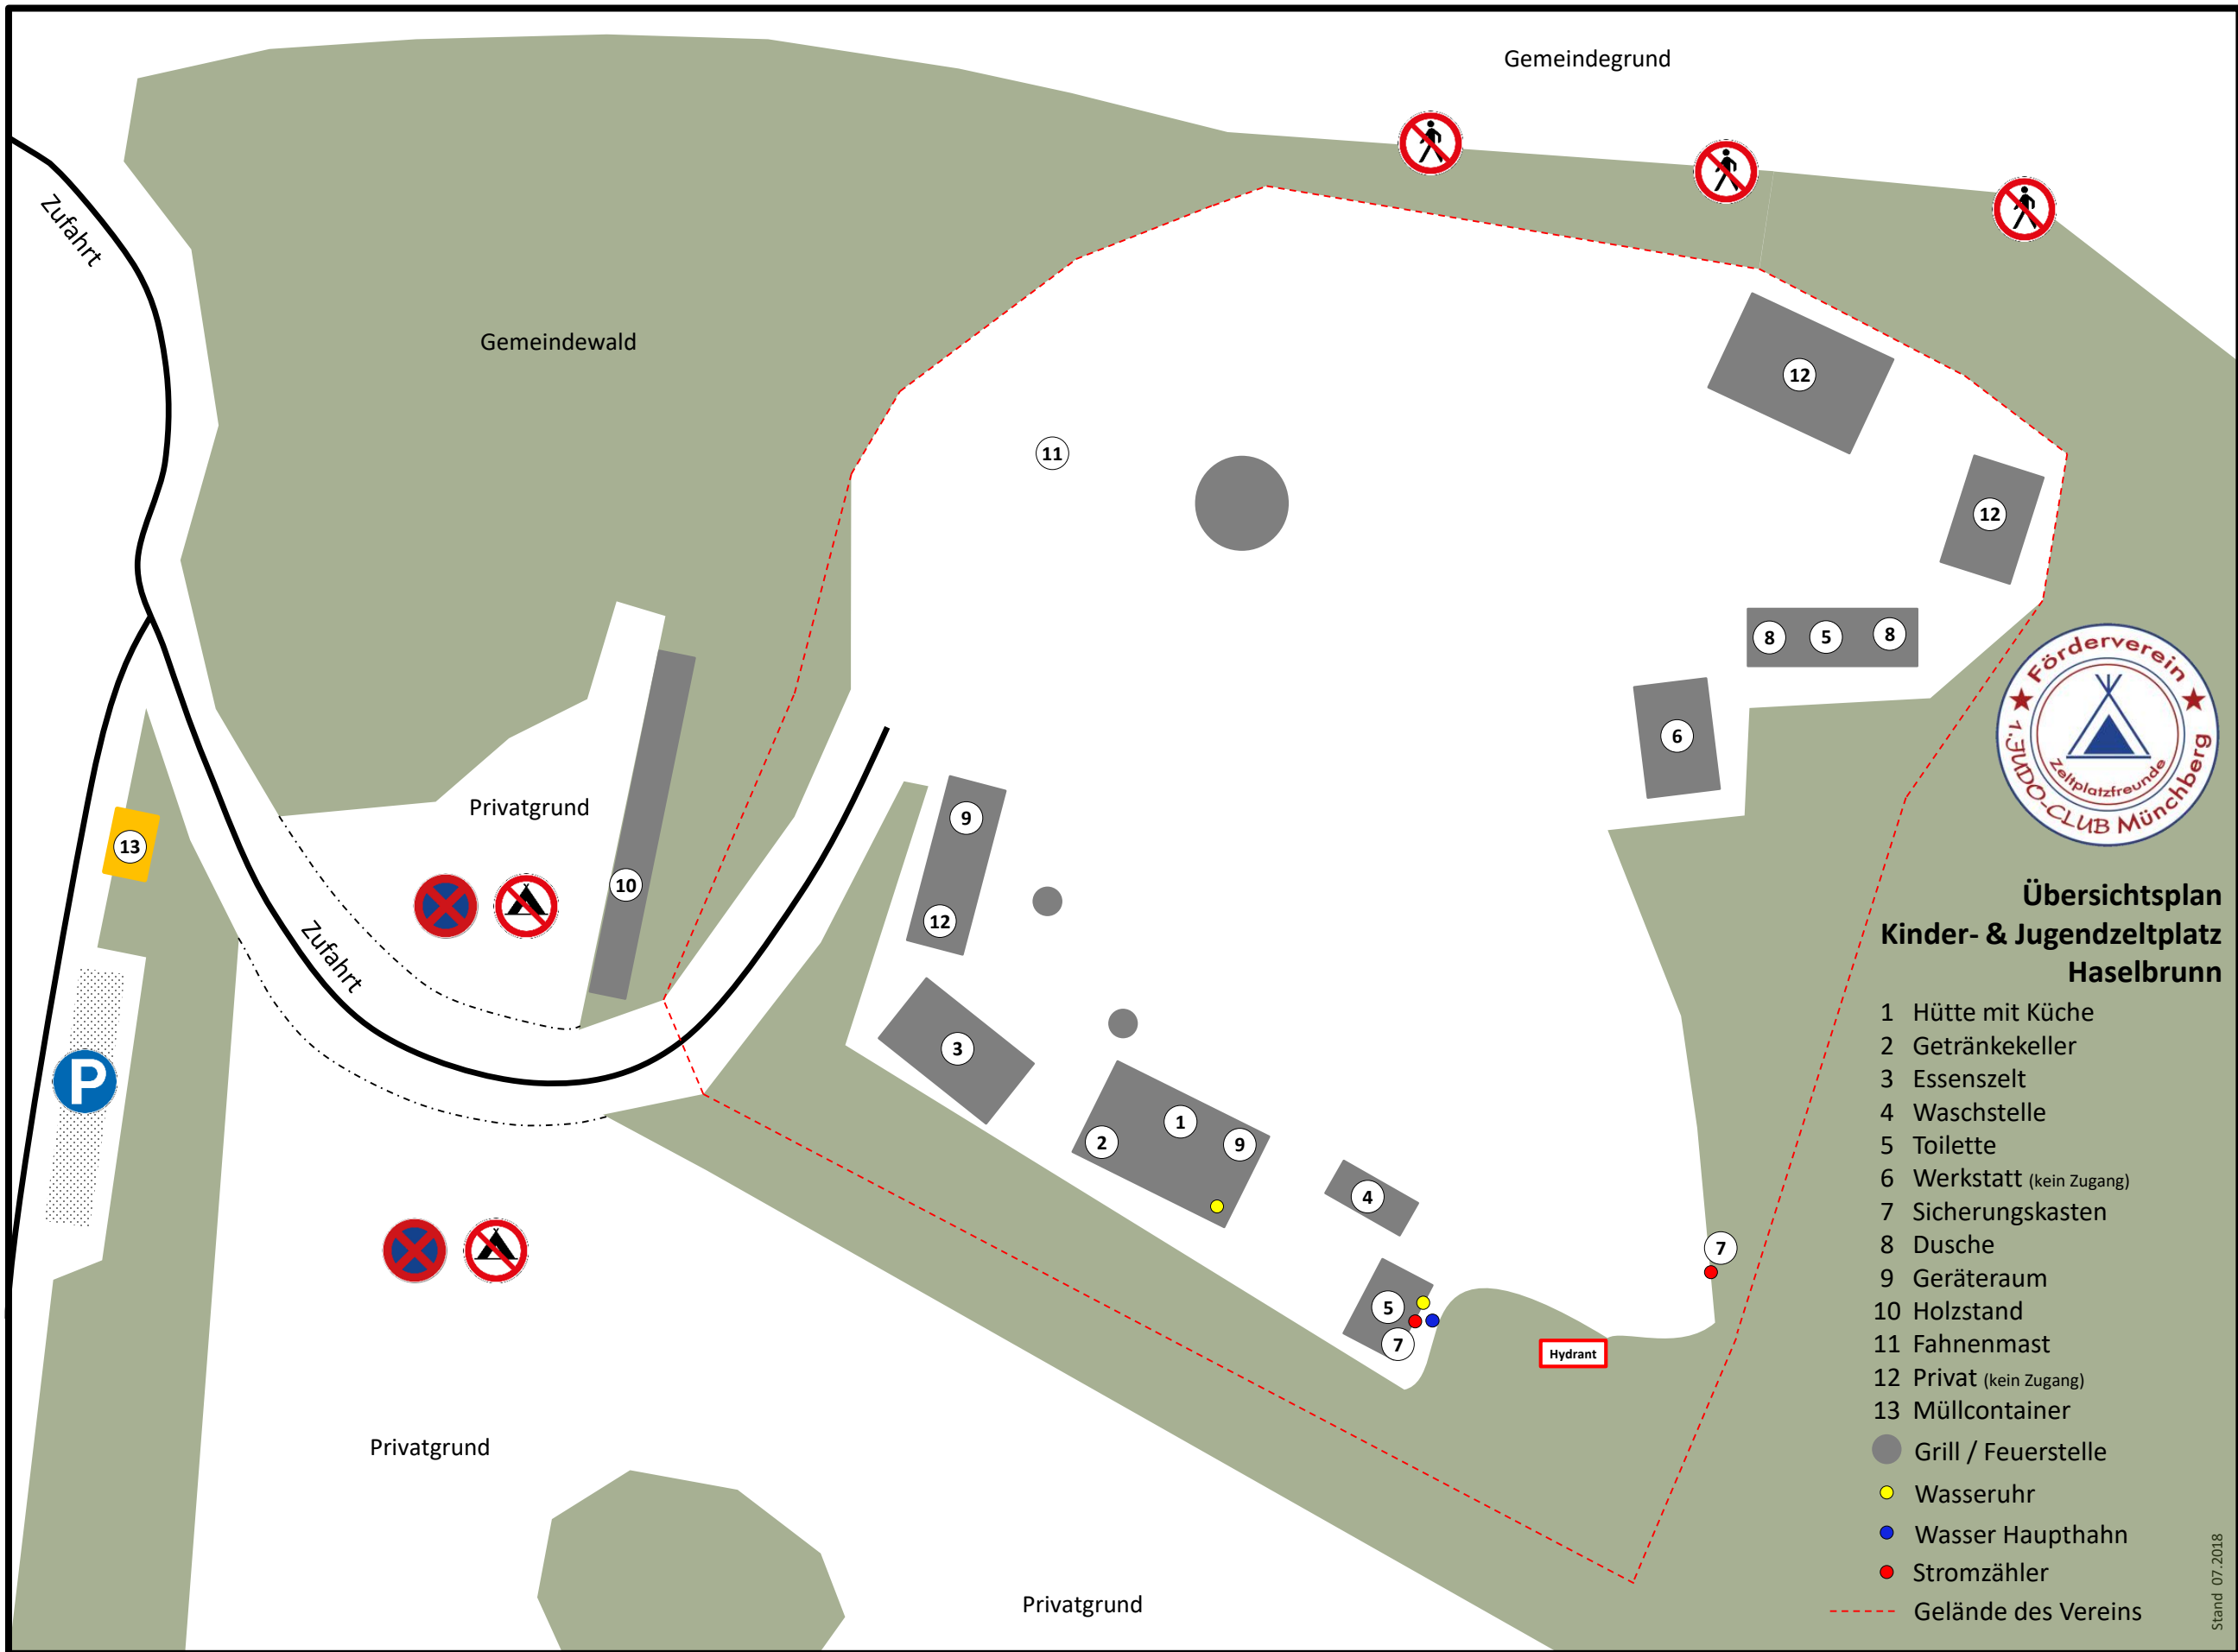 Gemeindegrund
Zufahrt
Gemeindewald
11
12
12
8 5 8
6
Privatgrund
9
13
10
12
Zufahrt
3
1
2
9
4
7
5
7
Hydrant
P
Privatgrund
Privatgrund
Förderverein
Zeltplatzfreunde
1. JUDO-CLUB Münchberg
Übersichtsplan
Kinder- & Jugendzeltplatz
Haselbrunn
1 Hütte mit Küche
2 Getränkekeller
3 Essenszelt
4 Waschstelle
5 Toilette
6 Werkstatt (kein Zugang)
7 Sicherungskasten
8 Dusche
9 Geräteraum
10 Holzstand
11 Fahnenmast
12 Privat (kein Zugang)
13 Müllcontainer
Grill / Feuerstelle
Wasseruhr
Wasser Haupthahn
Stromzähler
Gelände des Vereins
Stand 07.2018